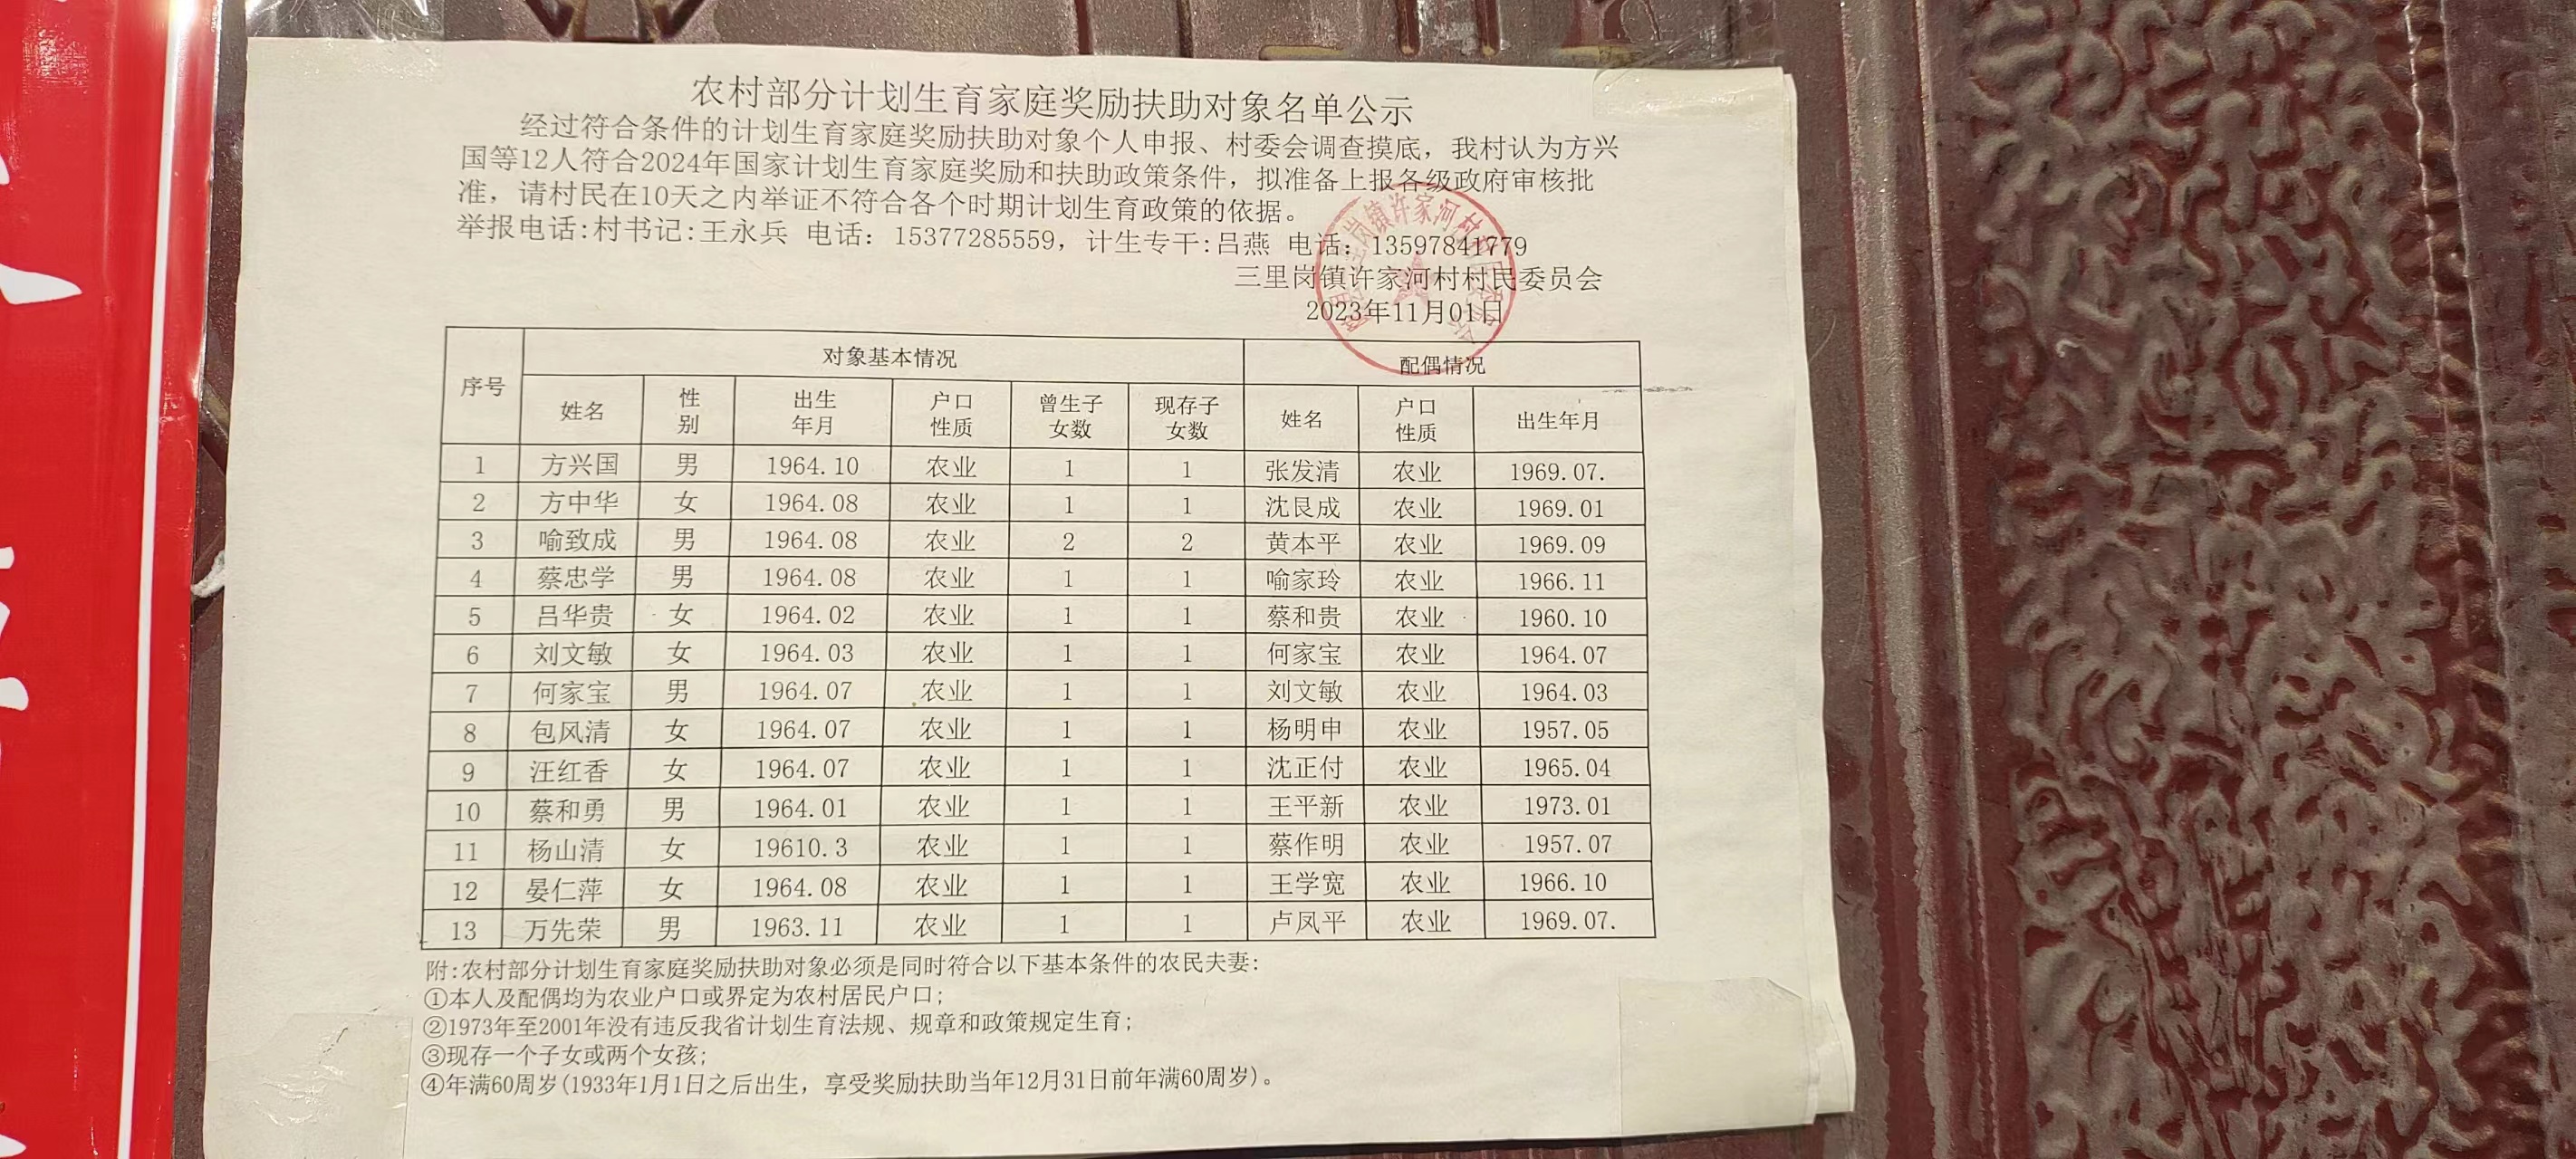 农村部分计划生育家庭奖励扶助对象名单公示
经过符合条件的计划生育家庭奖励扶助对象个人申报、村委会调查摸底，我村认为方兴
国等12人符合2024年国家计划生育家庭奖励和扶助政策条件，拟准备上报各级政府审核批
准，请村民在10天之内举证不符合各个时期计划生育政策的依据。
举报电话:村书记:王永兵 电话：15377285559，计生专干:吕燕 电话：13597841779
三里岗镇许家河村村民委员会
2023年11月01日
序号 对象基本情况 配偶情况
姓名 性别 出生年月 户口性质 曾生子女数 现存子女数 姓名 户口性质 出生年月
1 方兴国 男 1964.10 农业 1 1 张发清 农业 1969.07.
2 方中华 女 1964.08 农业 1 1 沈艮成 农业 1969.01
3 喻致成 男 1964.08 农业 2 2 黄本平 农业 1969.09
4 蔡忠学 男 1964.08 农业 1 1 喻家玲 农业 1966.11
5 吕华贵 女 1964.02 农业 1 1 蔡和贵 农业 1960.10
6 刘文敏 女 1964.03 农业 1 1 何家宝 农业 1964.07
7 何家宝 男 1964.07 农业 1 1 刘文敏 农业 1964.03
8 包风清 女 1964.07 农业 1 1 杨明申 农业 1957.05
9 汪红香 女 1964.07 农业 1 1 沈正付 农业 1965.04
10 蔡和勇 男 1964.01 农业 1 1 王平新 农业 1973.01
11 杨山清 女 19610.3 农业 1 1 蔡作明 农业 1957.07
12 晏仁萍 女 1964.08 农业 1 1 王学宽 农业 1966.10
13 万先荣 男 1963.11 农业 1 1 卢凤平 农业 1969.07.
附:农村部分计划生育家庭奖励扶助对象必须是同时符合以下基本条件的农民夫妻:
①本人及配偶均为农业户口或界定为农村居民户口;
②1973年至2001年没有违反我省计划生育法规、规章和政策规定生育;
③现存一个子女或两个女孩;
④年满60周岁(1933年1月1日之后出生，享受奖励扶助当年12月31日前年满60周岁)。